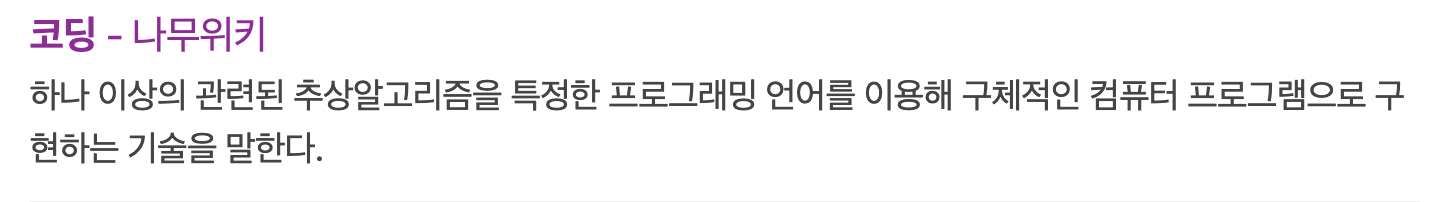 코딩 - 나무위키
하나 이상의 관련된 추상알고리즘을 특정한 프로그래밍 언어를 이용해 구체적인 컴퓨터 프로그램으로 구
현하는 기술을 말한다.